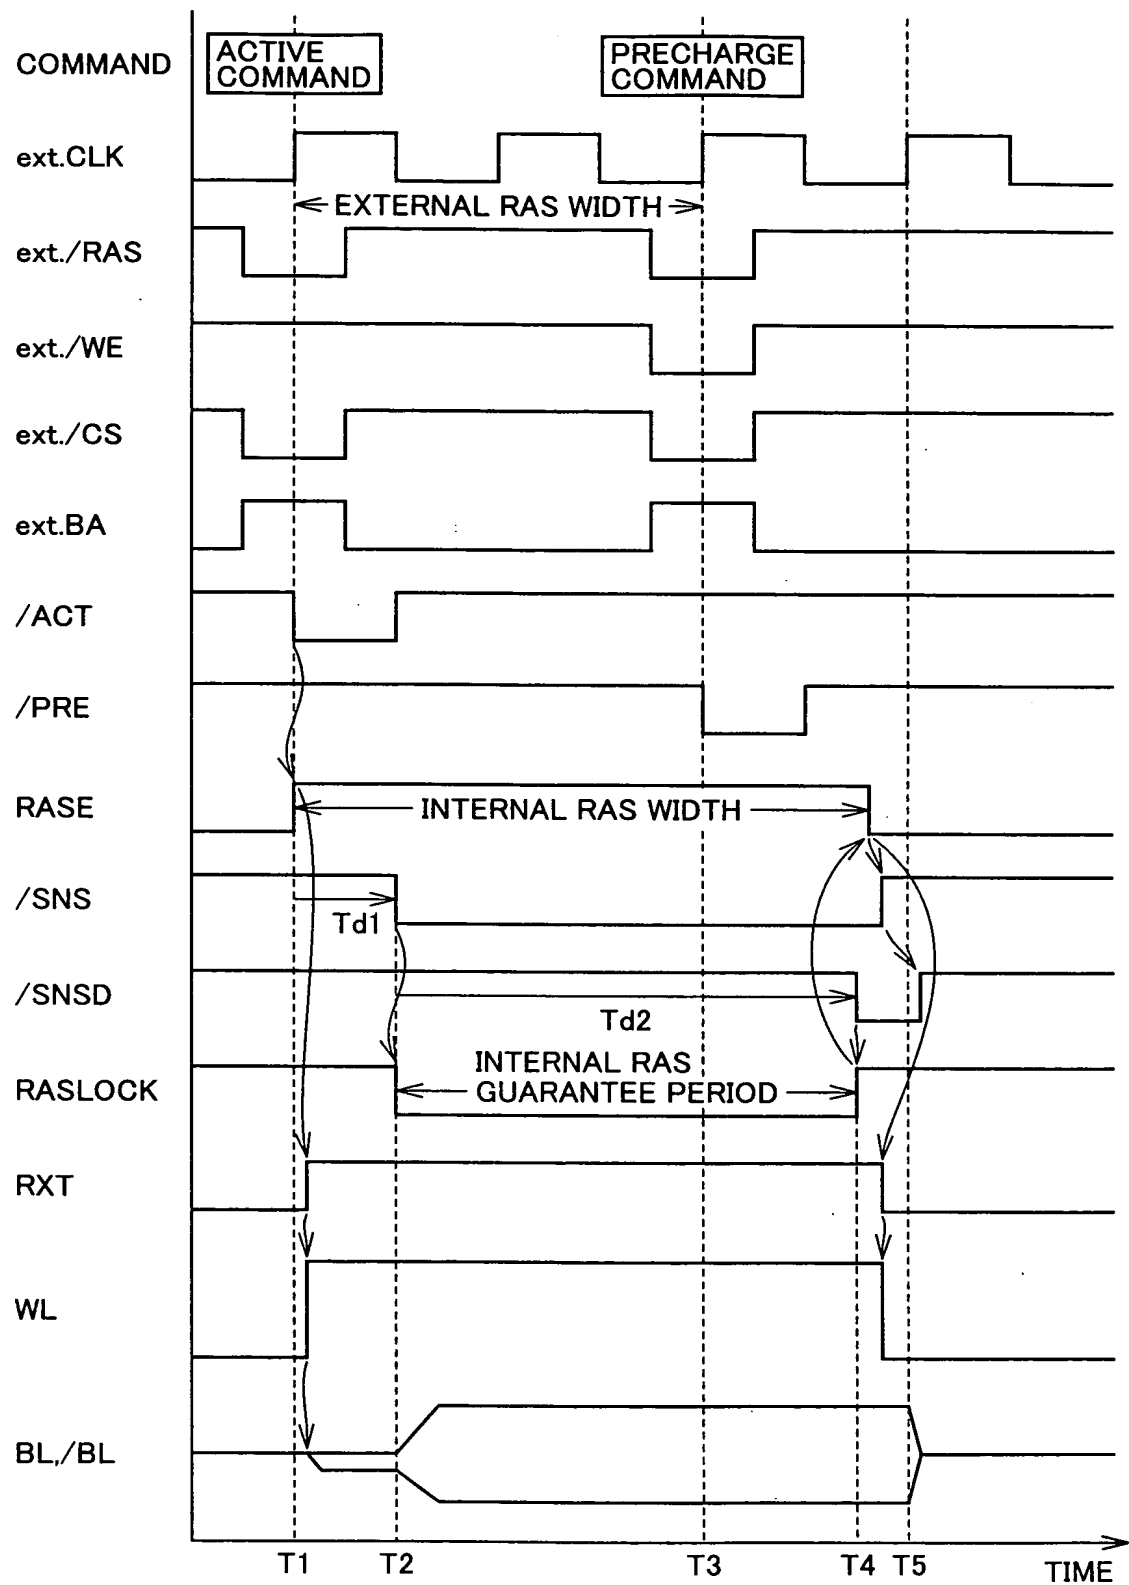 COMMAND
ACTIVE
COMMAND
PRECHARGE
COMMAND
ext.CLK
EXTERNAL RAS WIDTH
ext./RAS
ext./WE
ext./CS
ext.BA
/ACT
/PRE
RASE
INTERNAL RAS WIDTH
/SNS
Td1
/SNSD
Td2
RASLOCK
INTERNAL RAS
GUARANTEE PERIOD
RXT
WL
BL,/BL
T1 T2 T3 T4 T5 TIME